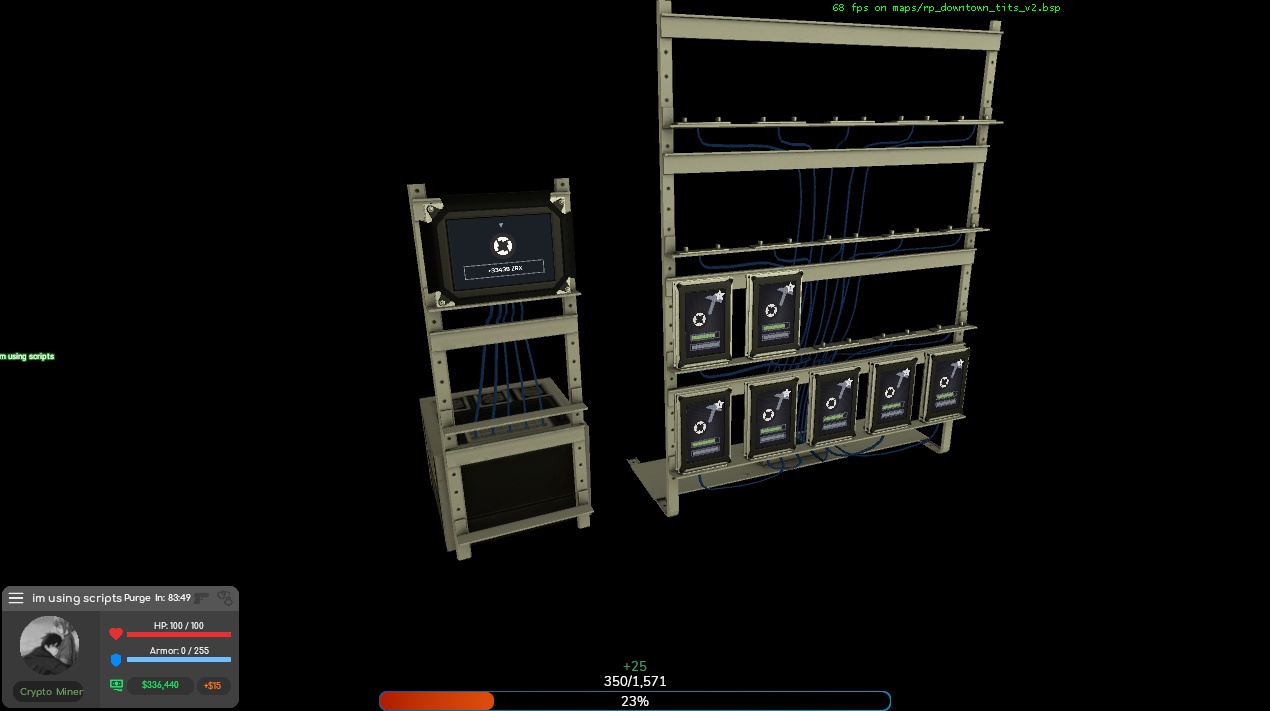 68 fps on maps/rp_downtown_tits_v2.bsp
m using scripts
im using scripts Purge In: 83:49
HP: 100 / 100
Armor: 0 / 255
Crypto Miner
$336,440
+$15
+25
350/1,571
23%